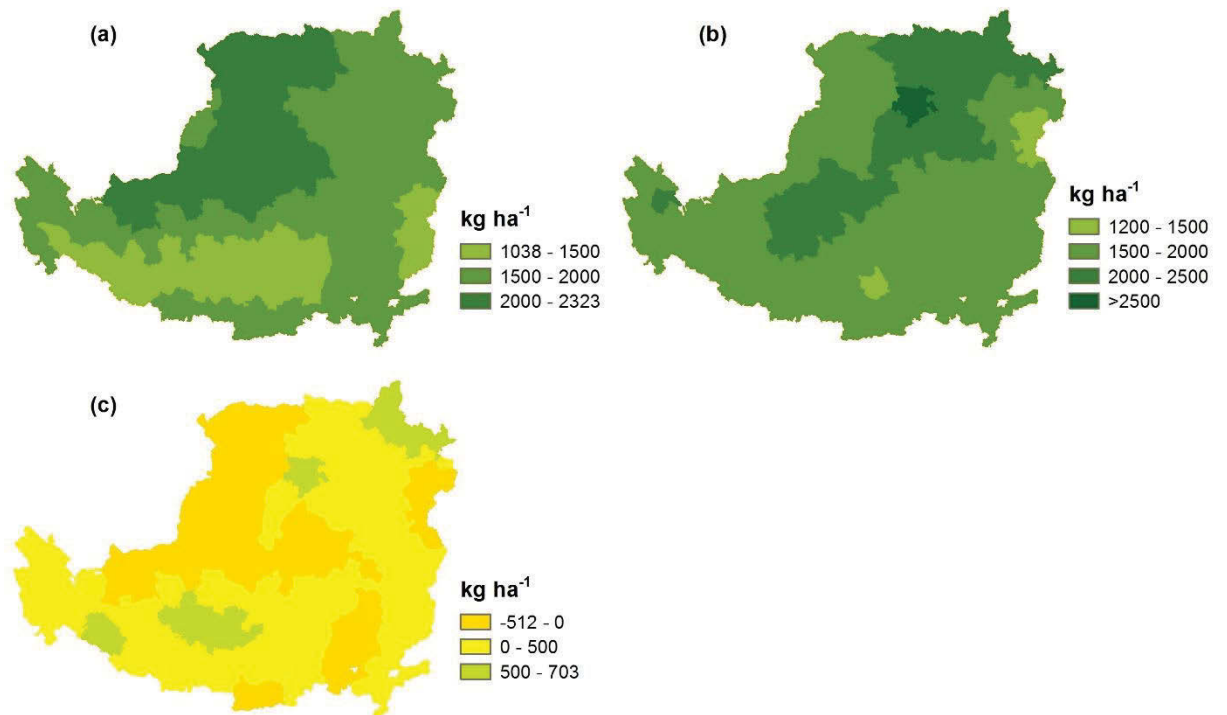 (a)
kg ha-1
1038 - 1500
1500 - 2000
2000 - 2323
(b)
kg ha-1
1200 - 1500
1500 - 2000
2000 - 2500
>2500
(c)
kg ha-1
-512 - 0
0 - 500
500 - 703